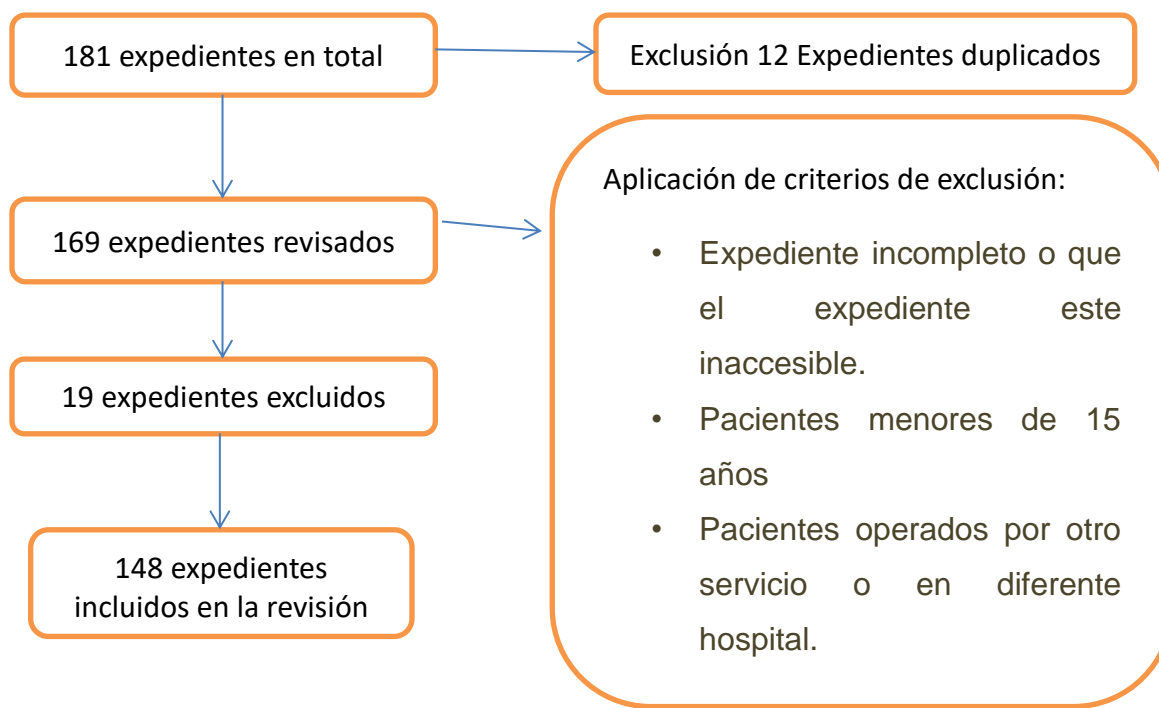 181 expedientes en total
Exclusión 12 Expedientes duplicados
Aplicación de criterios de exclusión:
• Expediente incompleto o que
el expediente este
inaccesible.
• Pacientes menores de 15
años
• Pacientes operados por otro
servicio o en diferente
hospital.
169 expedientes revisados
19 expedientes excluidos
148 expedientes
incluidos en la revisión